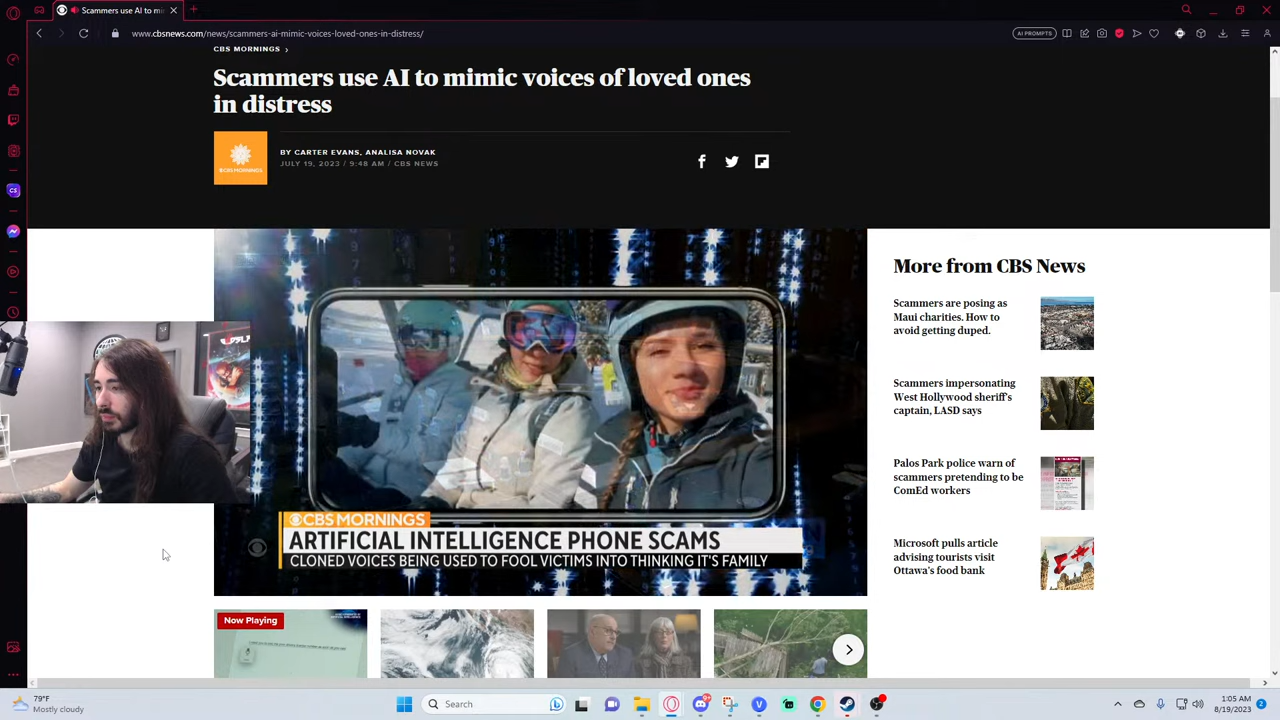 Scammers use AI to mi
www.cbsnews.com/news/scammers-ai-mimic-voices-loved-ones-in-distress/
AI PROMPTS
CBS MORNINGS ›
Scammers use AI to mimic voices of loved ones
in distress
CBS MORNINGS
BY CARTER EVANS, ANALISA NOVAK
JULY 19, 2023 / 9:48 AM / CBS NEWS
More from CBS News
Scammers are posing as
Maui charities. How to
avoid getting duped.
Scammers impersonating
West Hollywood sheriff's
captain, LASD says
Palos Park police warn of
scammers pretending to be
ComEd workers
Microsoft pulls article
advising tourists visit
Ottawa's food bank
CBS MORNINGS
ARTIFICIAL INTELLIGENCE PHONE SCAMS
CLONED VOICES BEING USED TO FOOL VICTIMS INTO THINKING IT'S FAMILY
Now Playing
79°F
Mostly cloudy
Search
1:05 AM
8/19/2023